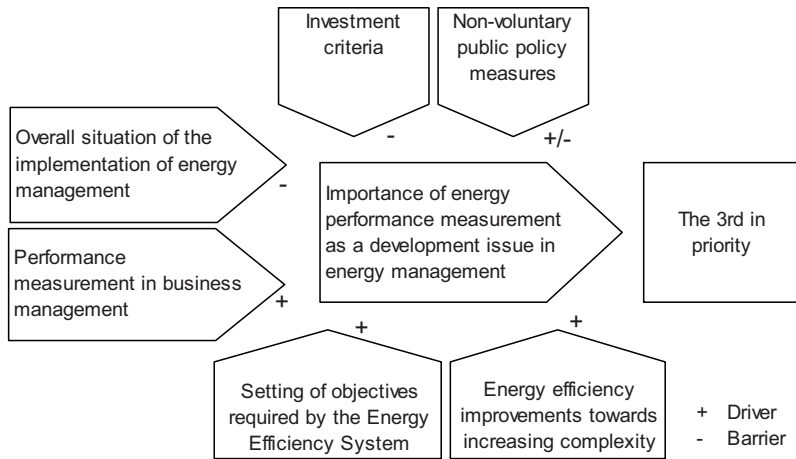 Investment
criteria
-
Non-voluntary
public policy
measures
+/-
Overall situation of the
implementation of energy
management
-
Performance
measurement in business
management
+
Importance of energy
performance measurement
as a development issue in
energy management
The 3rd in
priority
+
Setting of objectives
required by the Energy
Efficiency System
+
Energy efficiency
improvements towards
increasing complexity
+ Driver
- Barrier